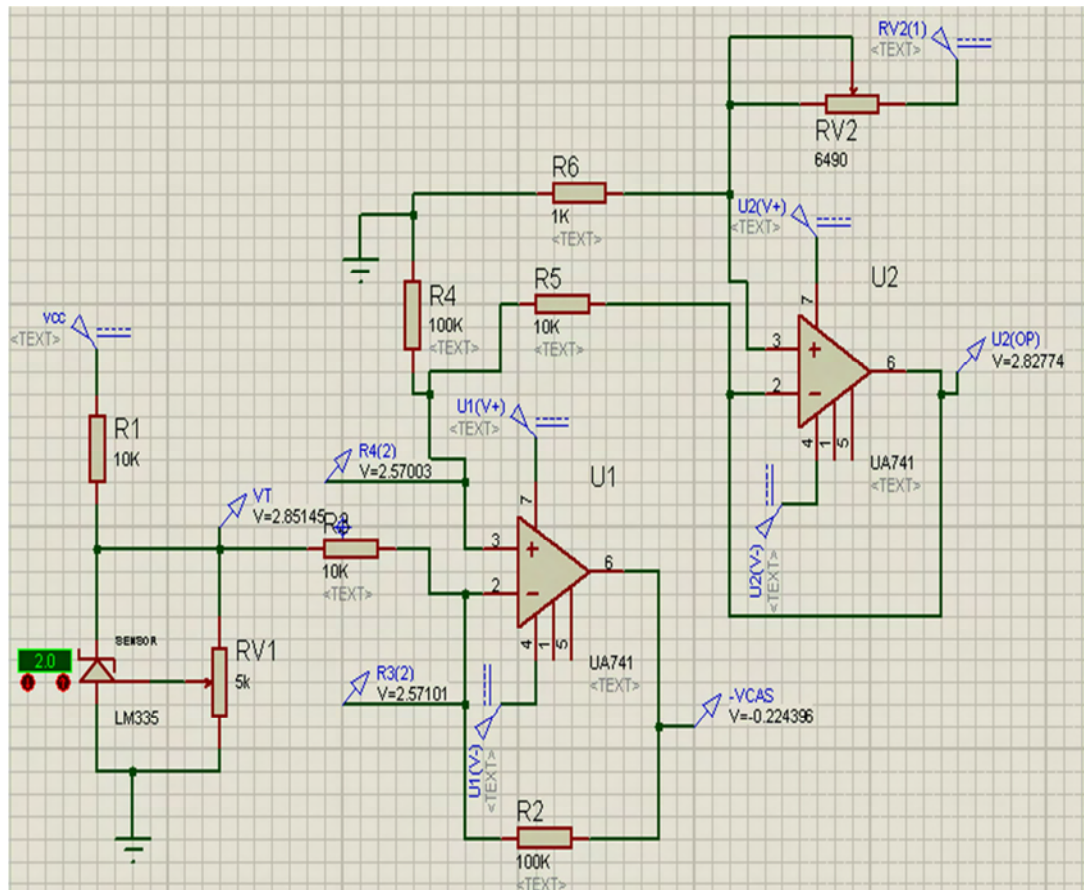 RV2(1)
<TEXT>
RV2
6490
R6
1K
<TEXT>
U2(V+)
<TEXT>
U2
R5
10K
<TEXT>
R4
100K
<TEXT>
7
3
2
6
4
1
5
U2(OP)
V=2.82774
UA741
<TEXT>
U2(V-)
<TEXT>
VCC
<TEXT>
R1
10K
U1(V+)
<TEXT>
U1
R4(2)
V=2.57003
VT
V=2.85145
R3
10K
<TEXT>
7
3
2
6
4
1
5
UA741
<TEXT>
SENSOR
2.0
LM335
RV1
5k
R3(2)
V=2.57101
U1(V-)
<TEXT>
-VCAS
V=-0.224396
R2
100K
<TEXT>